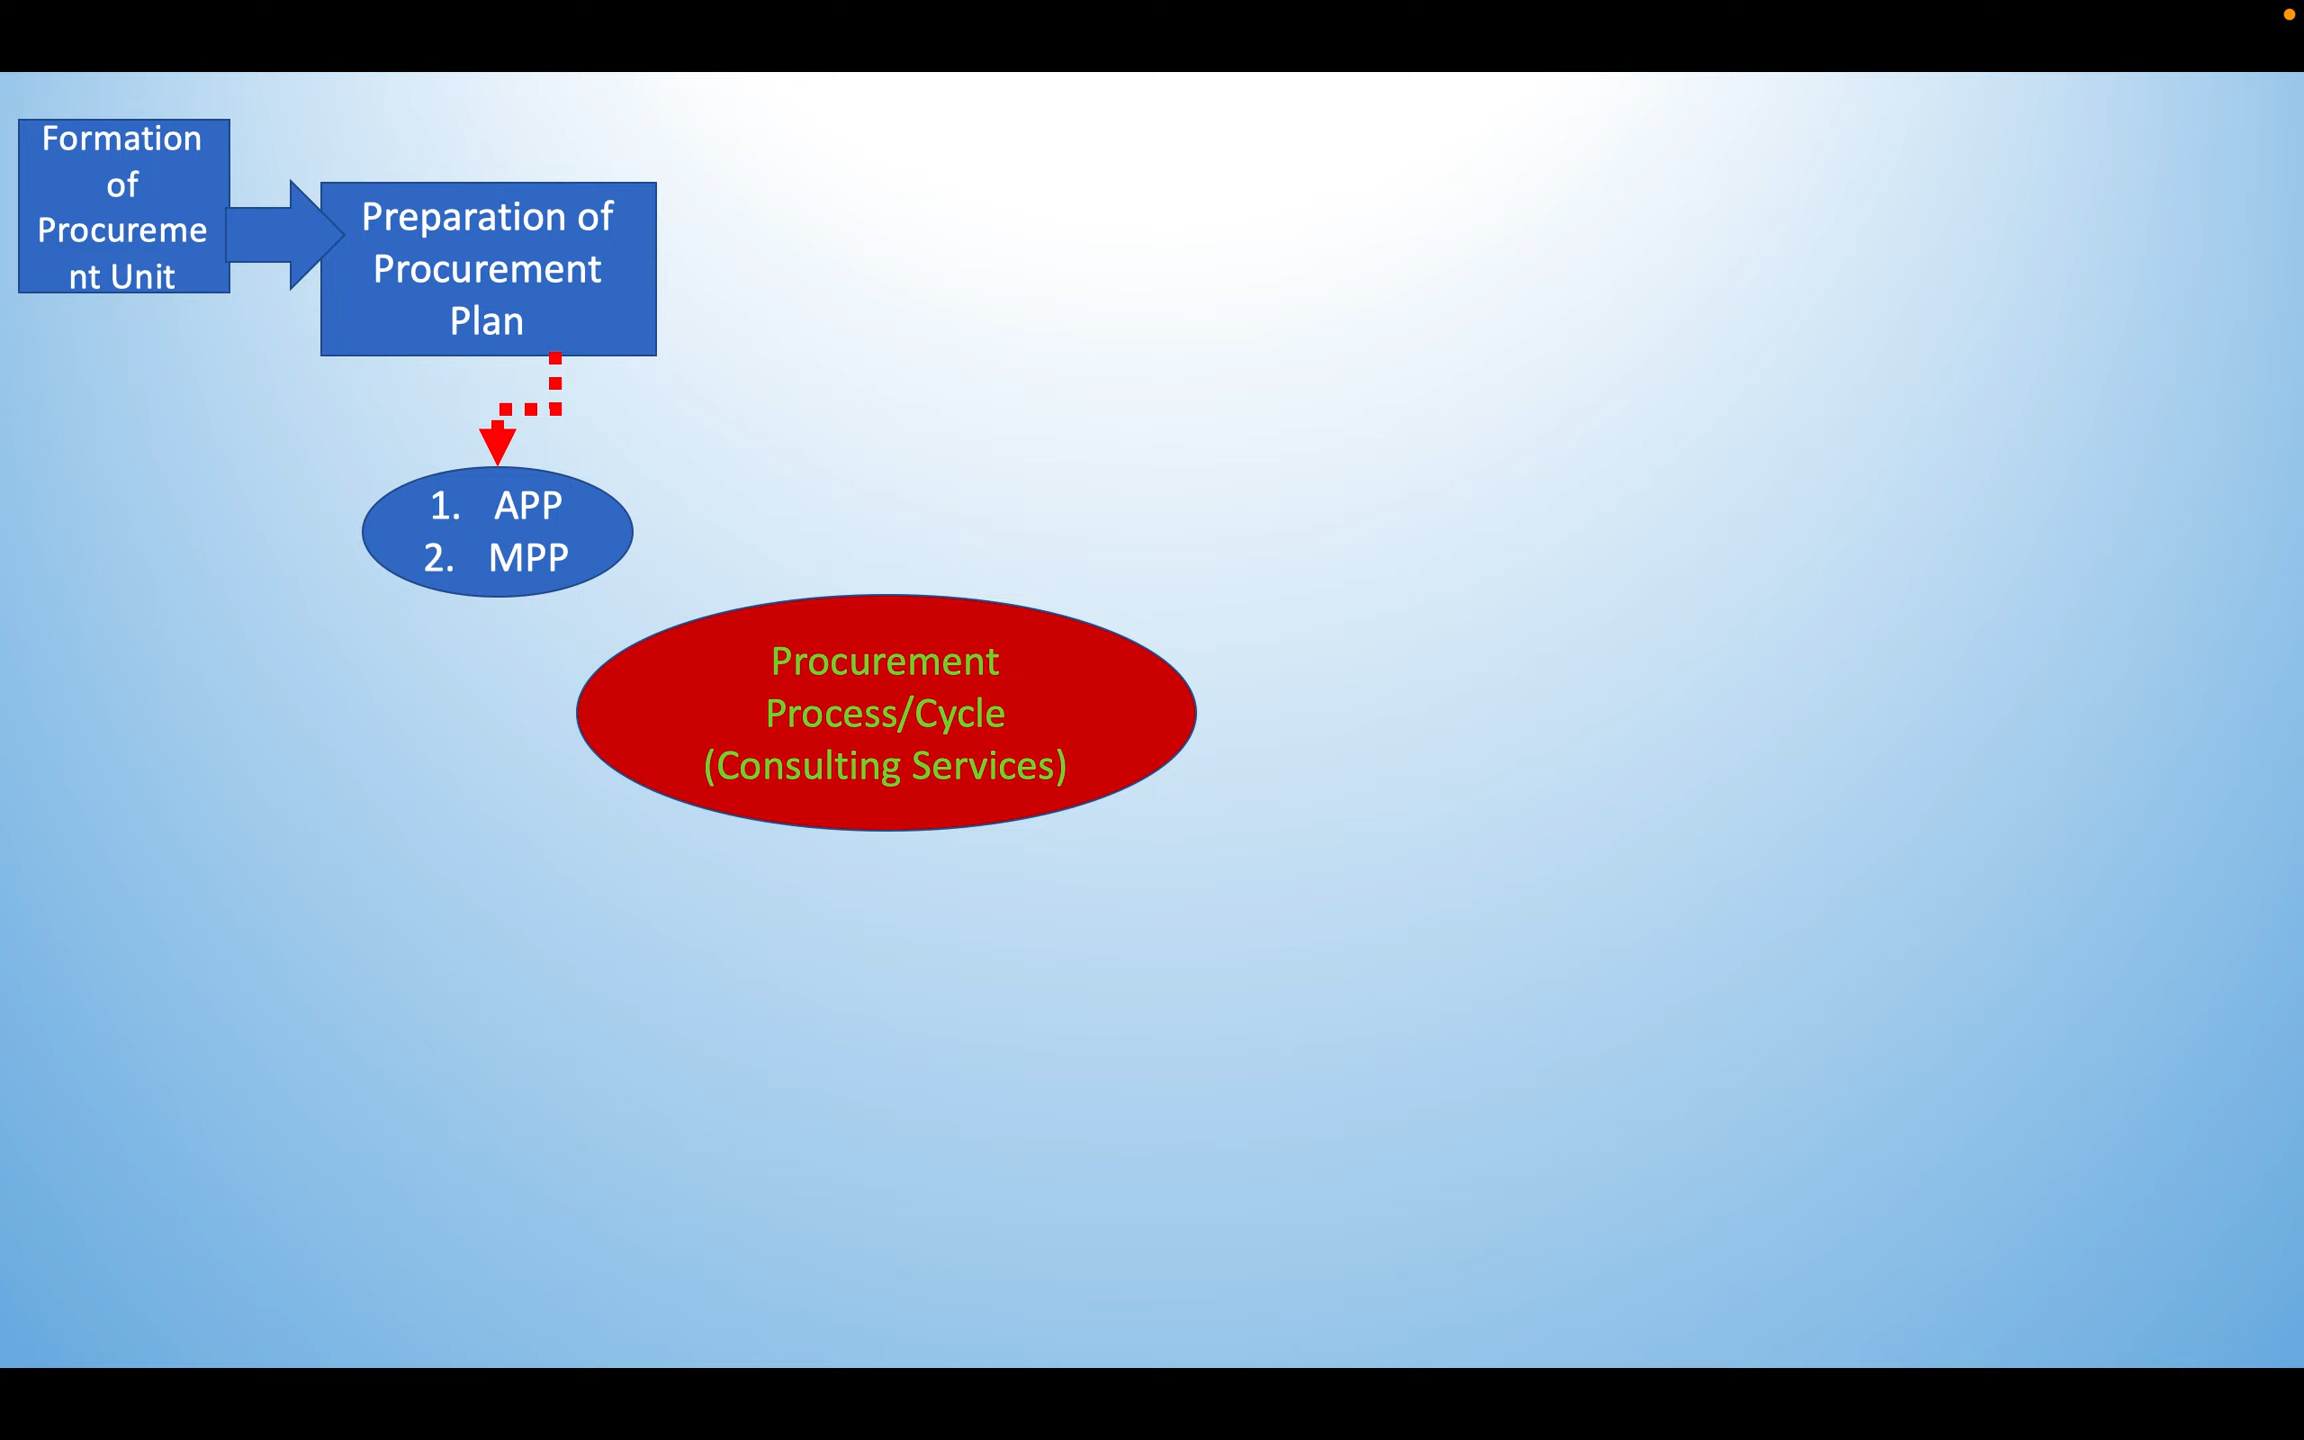 Formation
of
Procureme
nt Unit
Preparation of
Procurement
Plan
1. APP
2. MPP
Procurement
Process/Cycle
(Consulting Services)